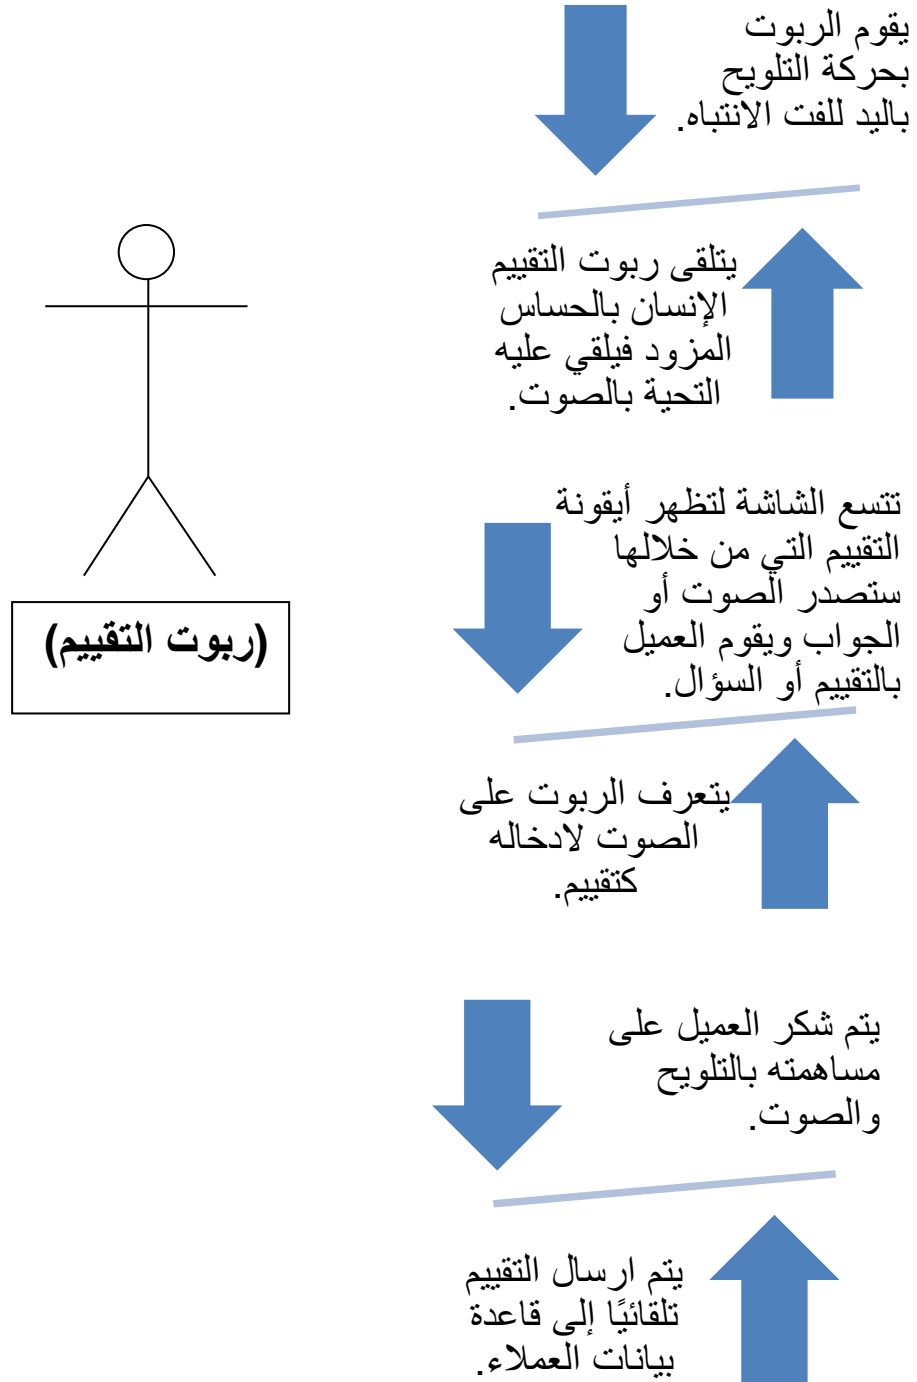 يقوم الربوت
بحركة التلويح
باليد للفت الانتباه.
يتلقى ربوت التقييم
الإنسان بالحساس
المزود فيلقي عليه
التحية بالصوت.
تتسع الشاشة لتظهر أيقونة
التقييم التي من خلالها
ستصدر الصوت أو
الجواب ويقوم العميل
بالتقييم أو السؤال.
(ربوت التقييم)
يتعرف الربوت على
الصوت لادخاله
كتقييم.
يتم شكر العميل على
مساهمته بالتلويح
والصوت.
يتم ارسال التقييم
تلقائيًا إلى قاعدة
بيانات العملاء.